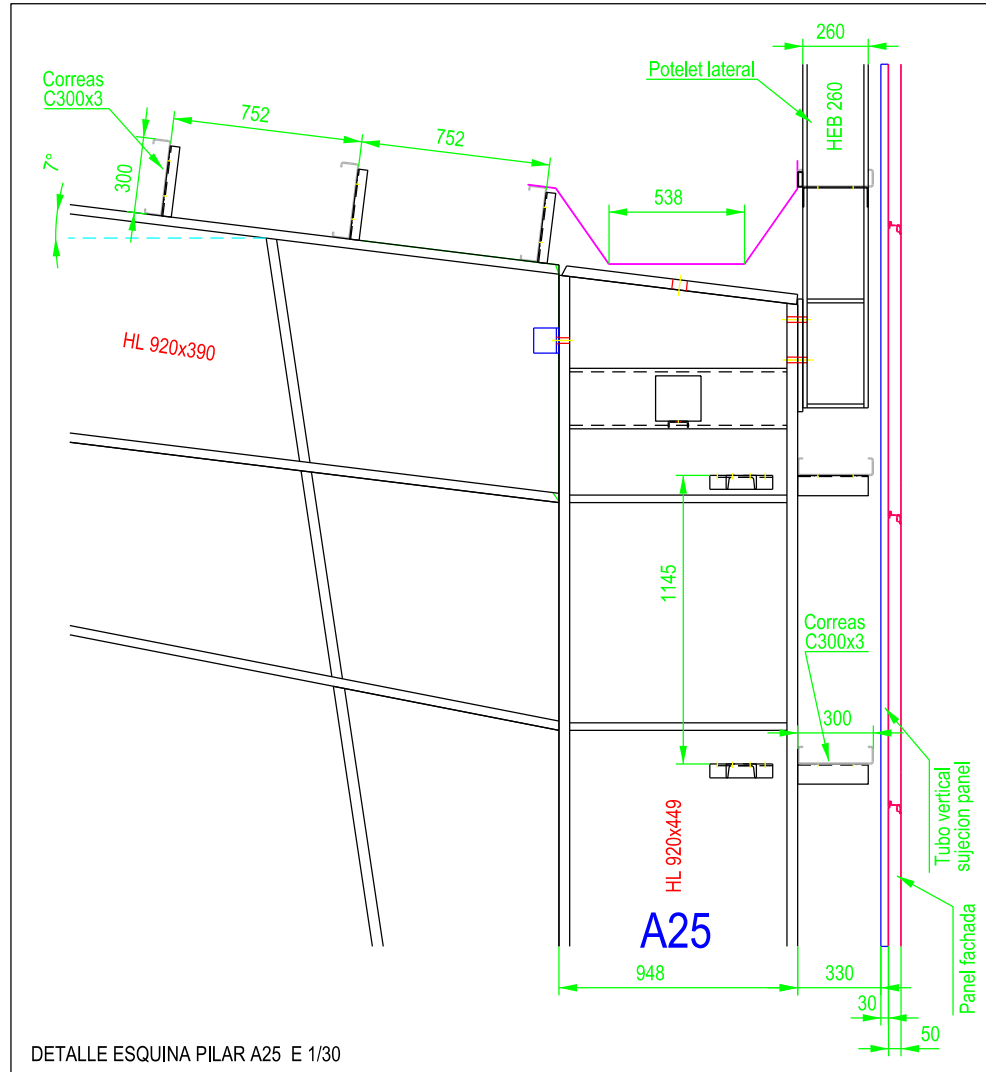 260
Potelet lateral
HEB 260
Correas
C300x3
752
752
300
7°
538
HL 920x390
1145
Correas
C300x3
300
HL 920x449
Tubo vertical
sujecion panel
Panel fachada
A25
948
330
30
50
DETALLE ESQUINA PILAR A25 E 1/30